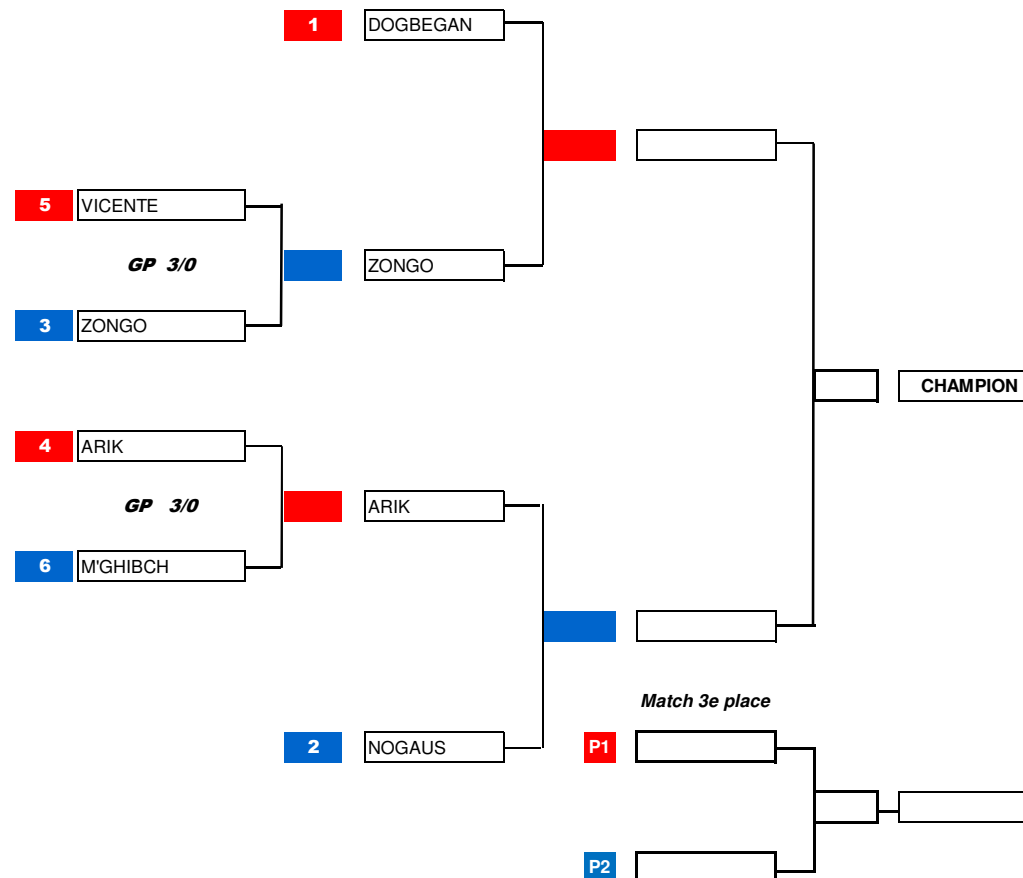 1 DOGBEGAN
5 VICENTE
GP 3/0
ZONGO
3 ZONGO
CHAMPION
4 ARIK
GP 3/0
ARIK
6 M'GHIBCH
Match 3e place
2 NOGAUS
P1
P2